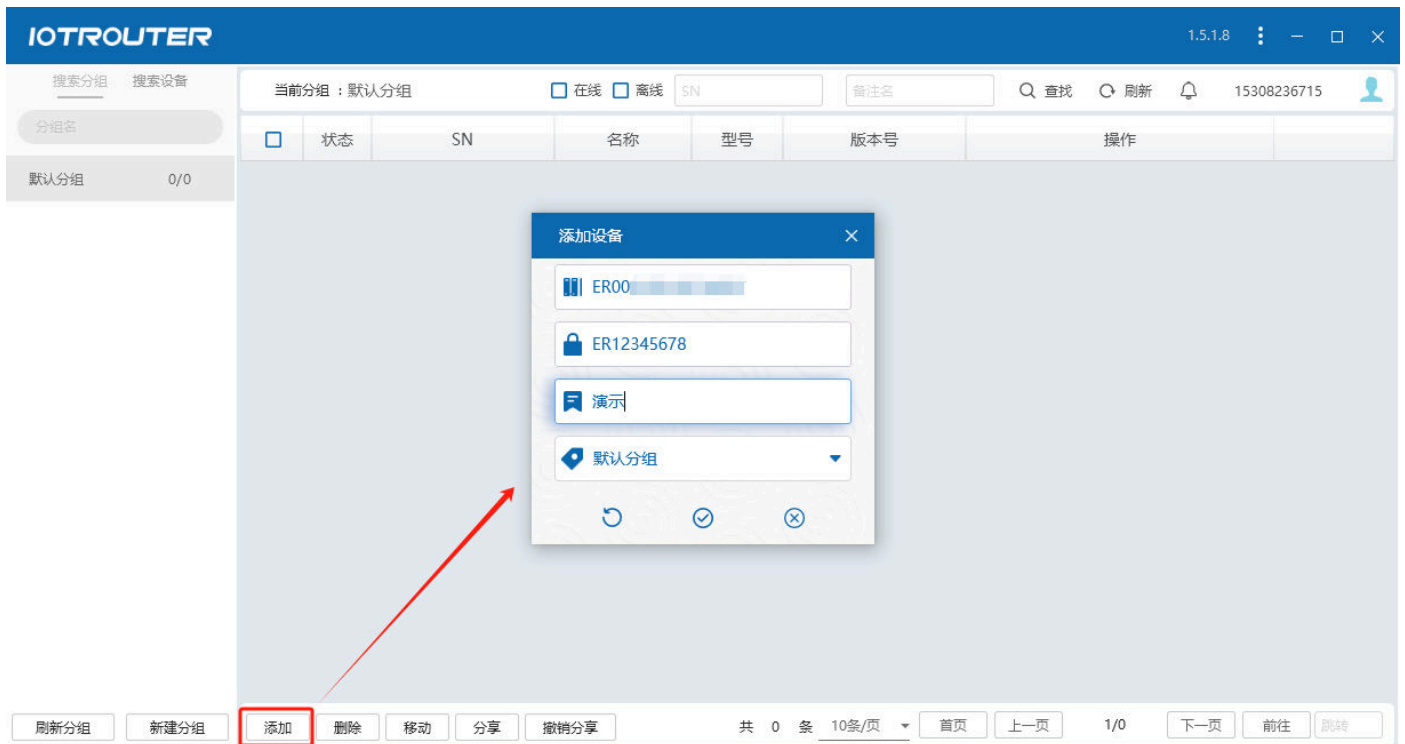 IOTROUTER
1.5.1.8
搜索分组 搜索设备
当前分组 : 默认分组 在线 离线 SN 备注名 查找 刷新 15308236715
分组名
状态 SN 名称 型号 版本号 操作
默认分组 0/0
添加设备
ER00
ER12345678
演示
默认分组
刷新分组 新建分组 添加 删除 移动 分享 撤销分享 共 0 条 10条/页 首页 上一页 1/0 下一页 前往 跳转